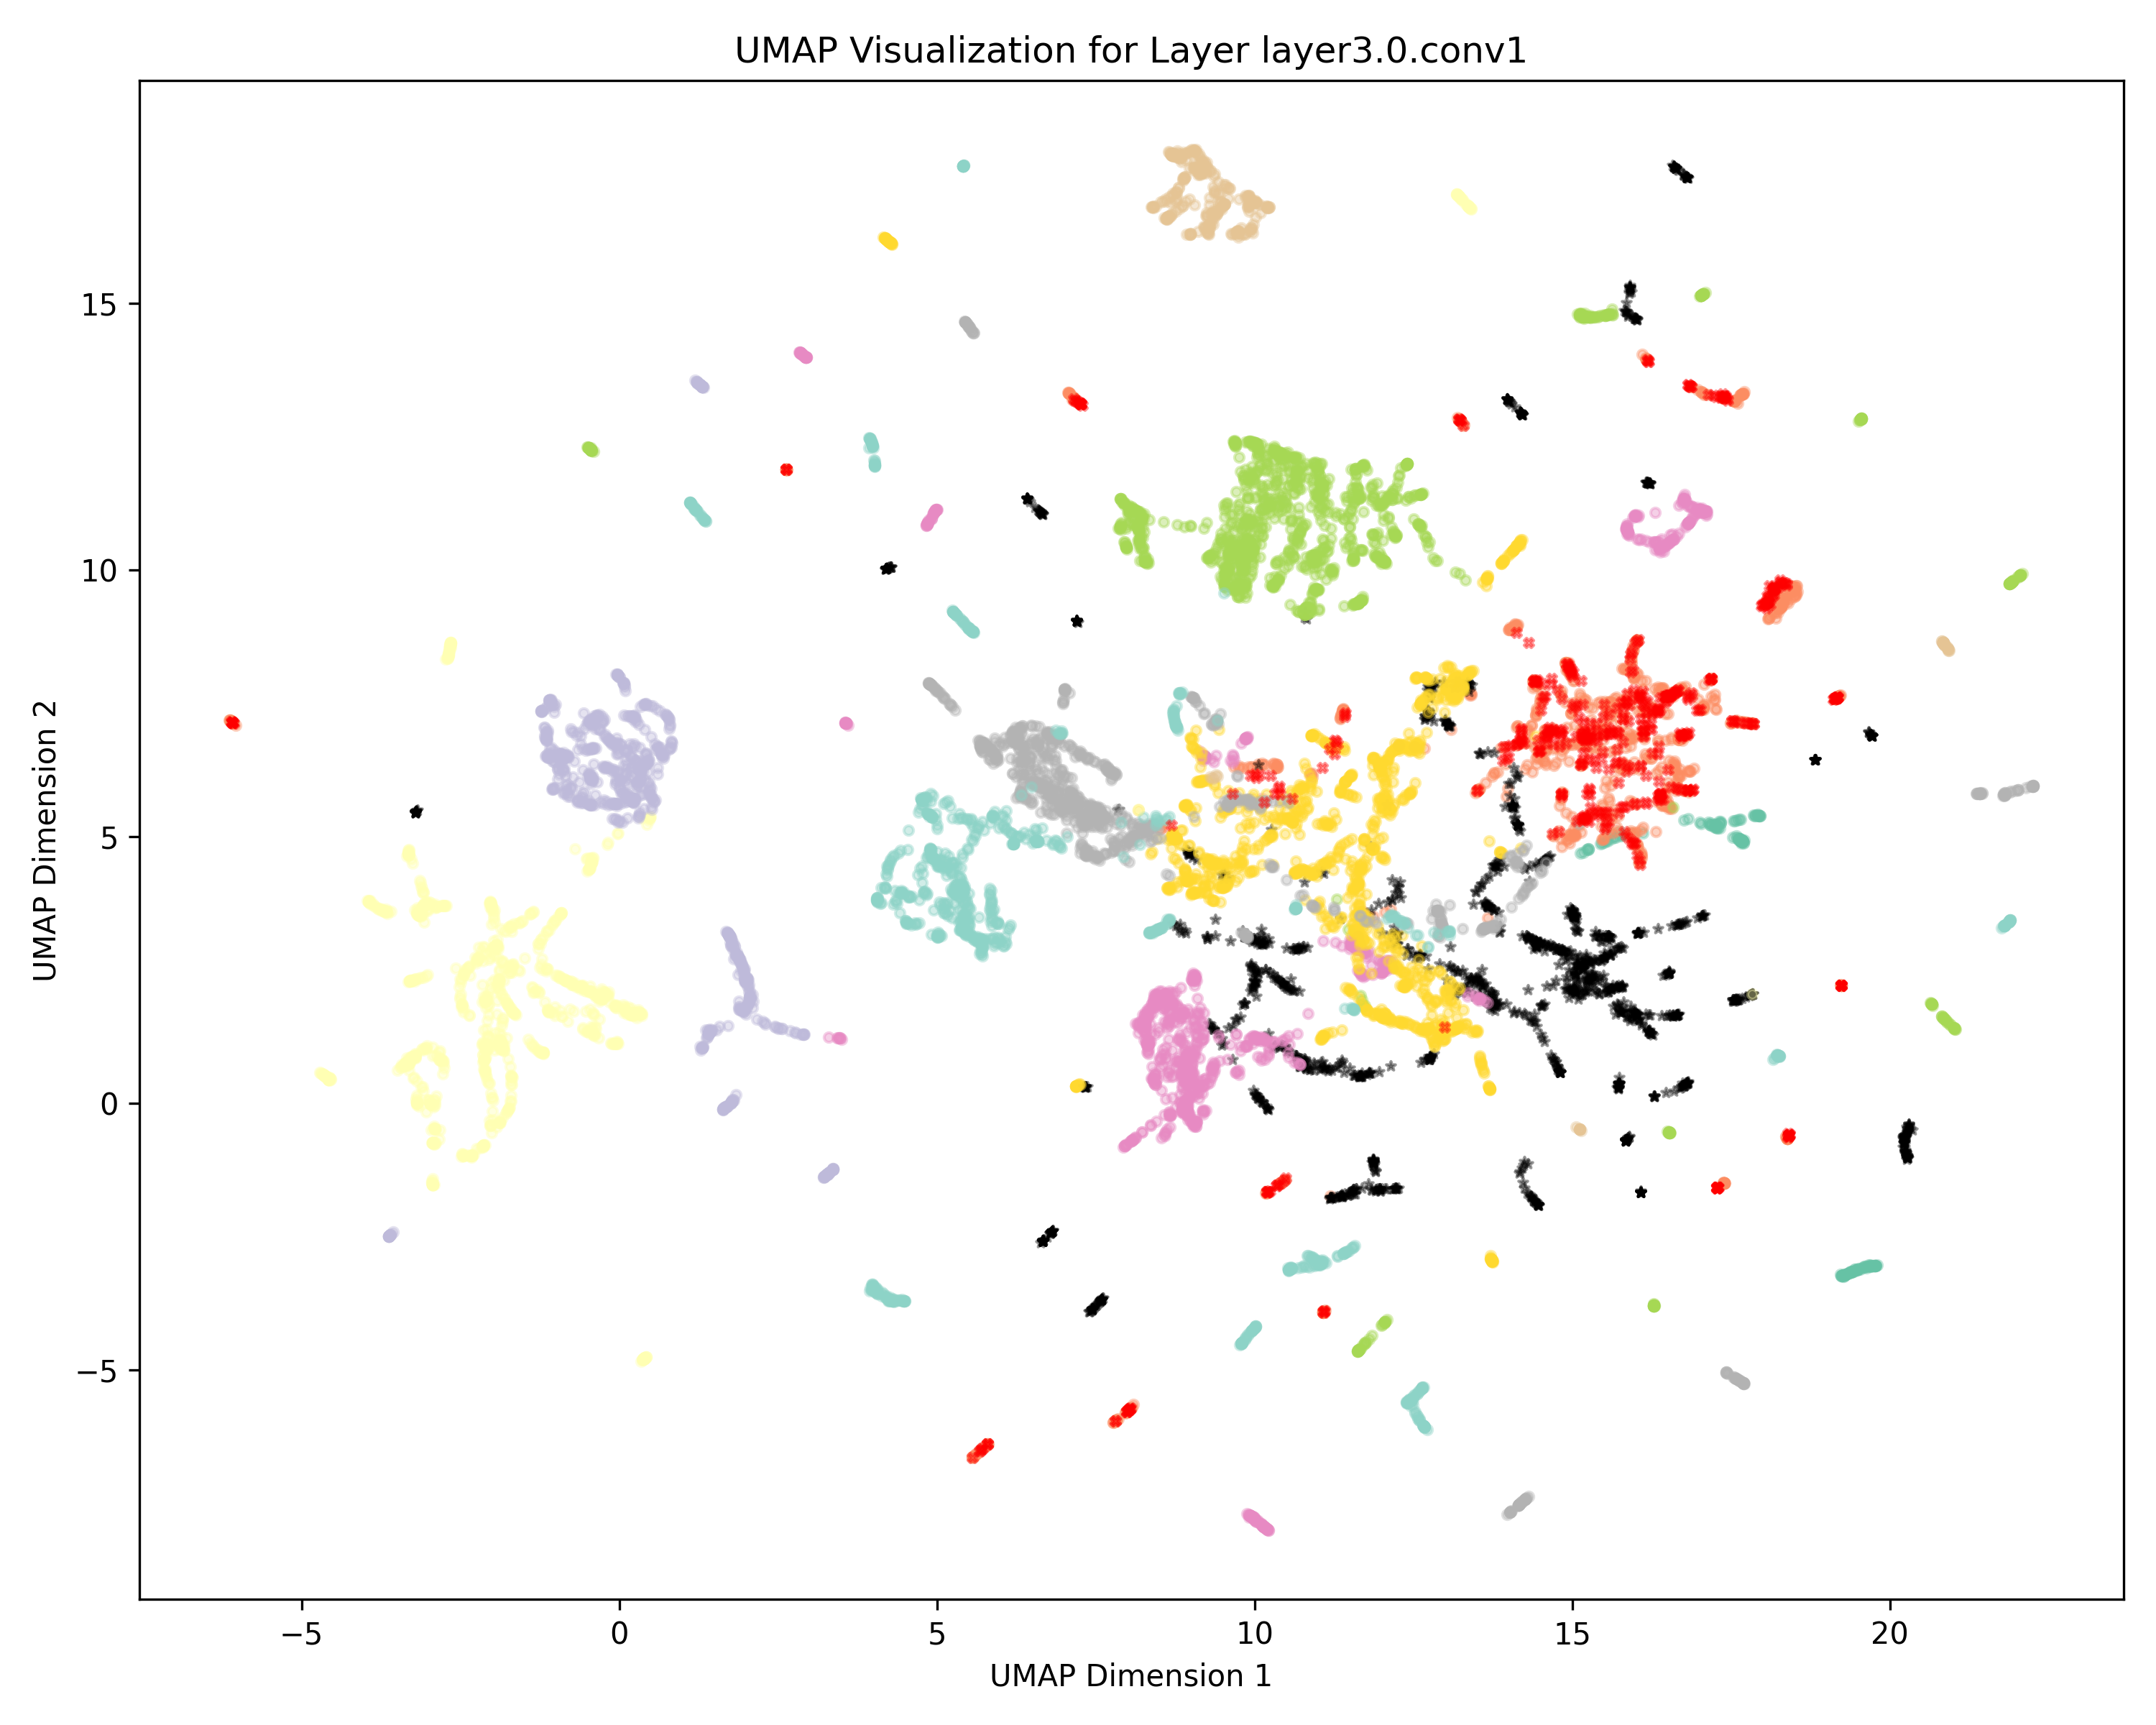 UMAP Visualization for Layer layer3.0.conv1
15
10
5
0
−5
UMAP Dimension 2
−5 0 5 10 15 20
UMAP Dimension 1